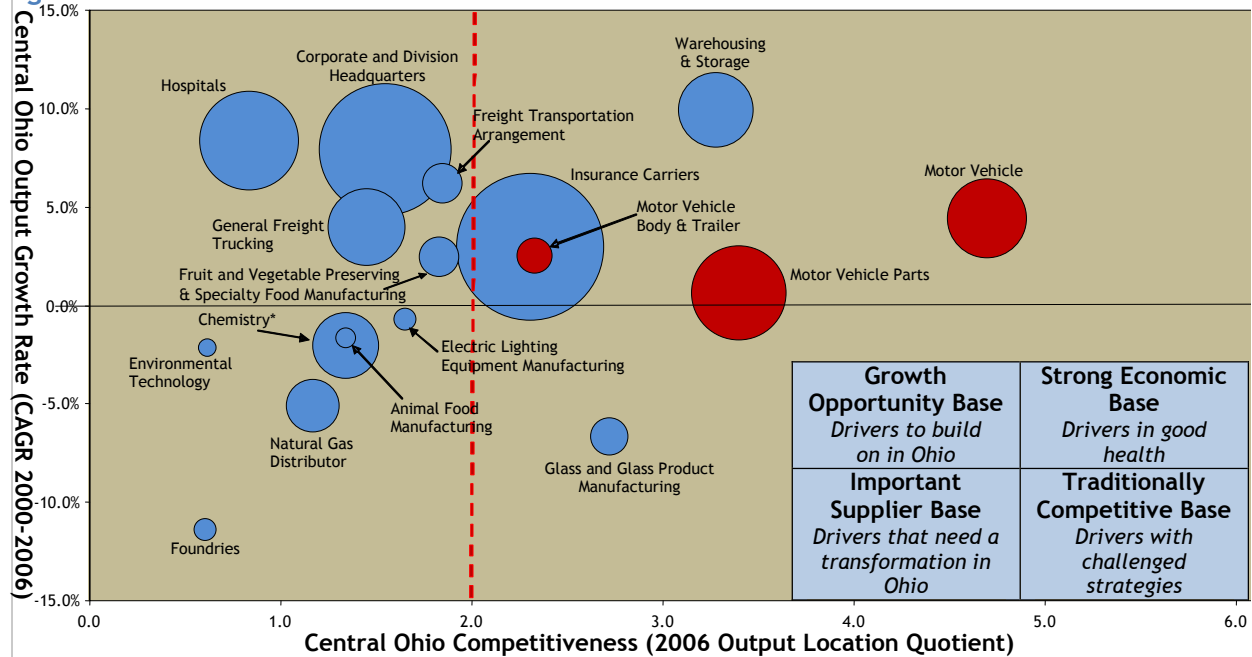 Central Ohio Output Growth Rate (CAGR 2000-2006)
15.0%
10.0%
5.0%
0.0%
-5.0%
-10.0%
-15.0%
Hospitals
Corporate and Division
Headquarters
Freight Transportation
Arrangement
Warehousing
& Storage
Insurance Carriers
Motor Vehicle
Motor Vehicle
Body & Trailer
General Freight
Trucking
Fruit and Vegetable Preserving
& Specialty Food Manufacturing
Motor Vehicle Parts
Chemistry*
Environmental
Technology
Electric Lighting
Equipment Manufacturing
Animal Food
Manufacturing
Natural Gas
Distributor
Glass and Glass Product
Manufacturing
Foundries
Growth
Opportunity Base
Drivers to build
on in Ohio
Strong Economic
Base
Drivers in good
health
Important
Supplier Base
Drivers that need a
transformation in
Ohio
Traditionally
Competitive Base
Drivers with
challenged
strategies
0.0
1.0
2.0
3.0
4.0
5.0
6.0
Central Ohio Competitiveness (2006 Output Location Quotient)